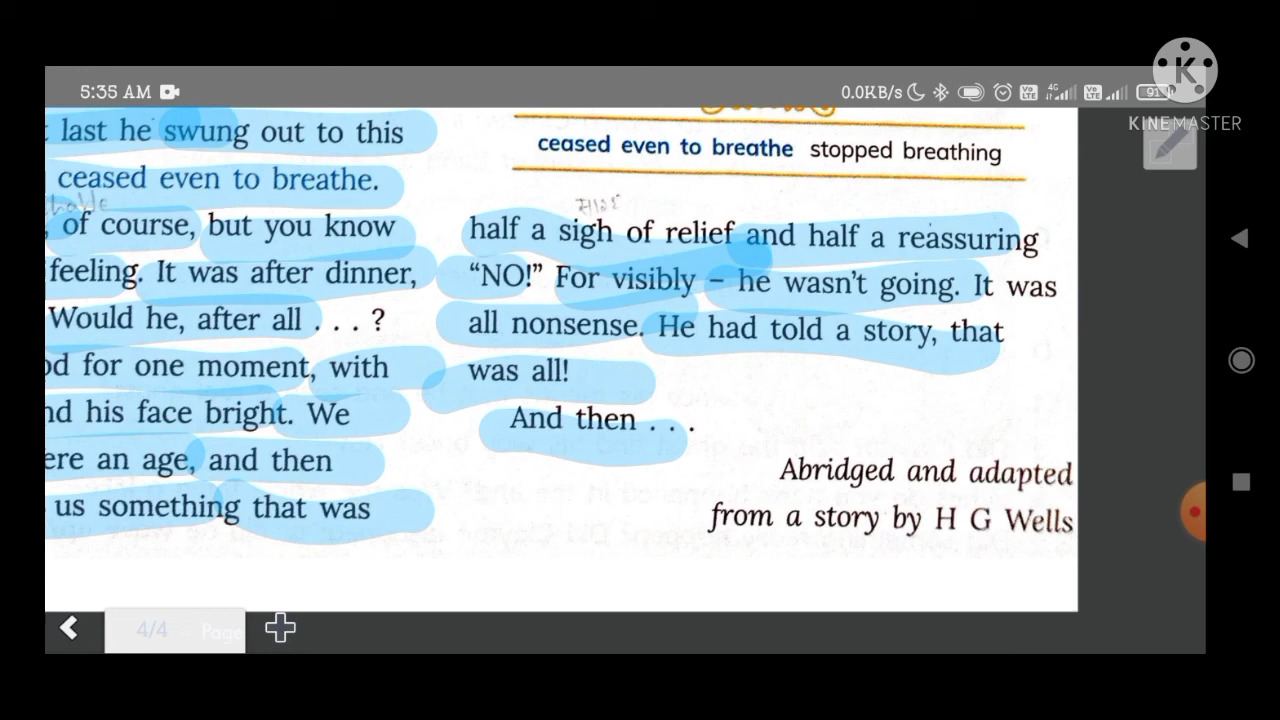 5:35 AM
0.0KB/s
4G
91
KINEMASTER
last he swung out to this
ceased even to breathe.
of course, but you know
feeling. It was after dinner,
Would he, after all . . . ?
for one moment, with
his face bright. We
an age, and then
us something that was
ceased even to breathe stopped breathing
half a sigh of relief and half a reassuring
“NO!” For visibly – he wasn’t going. It was
all nonsense. He had told a story, that
was all!
And then . . .
Abridged and adapted
from a story by H G Wells
4/4 Page